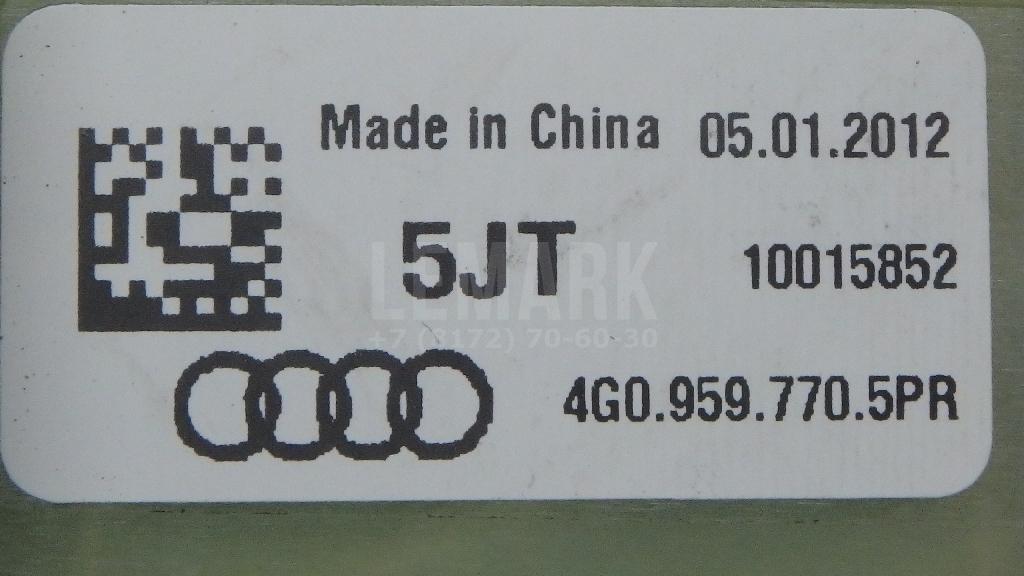 Made in China 05.01.2012
5JT 10015852
LEMARK
+7 (8172) 70-60-30
4G0.959.770.5PR